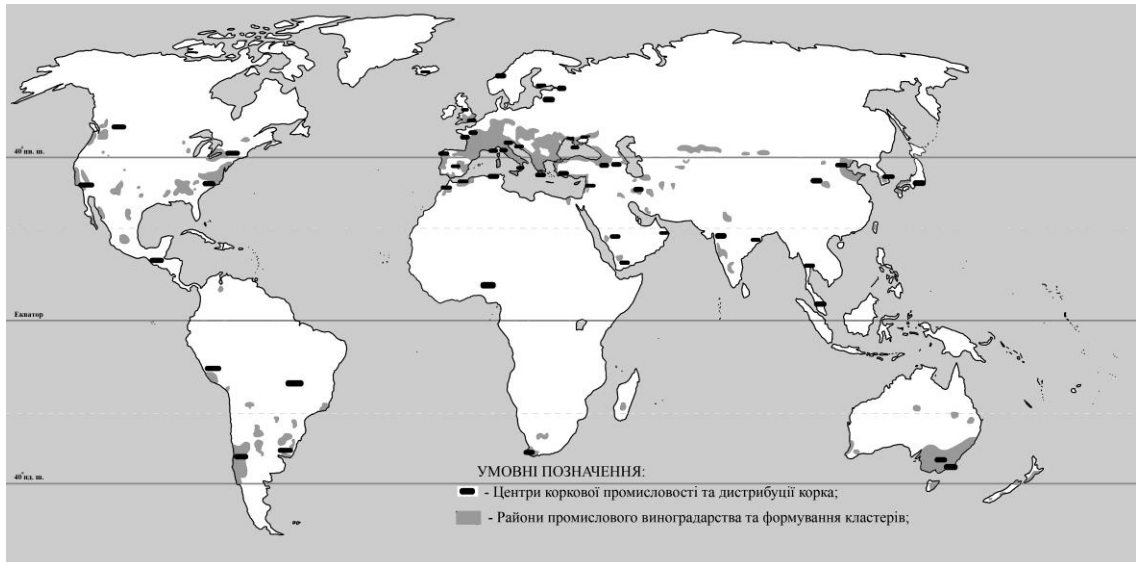 40° пн. ш.
Екватор
40° пд. ш.
УМОВНІ ПОЗНАЧЕННЯ:
- Центри коркової промисловості та дистрибуції корка;
- Райони промислового виноградарства та формування кластерів;